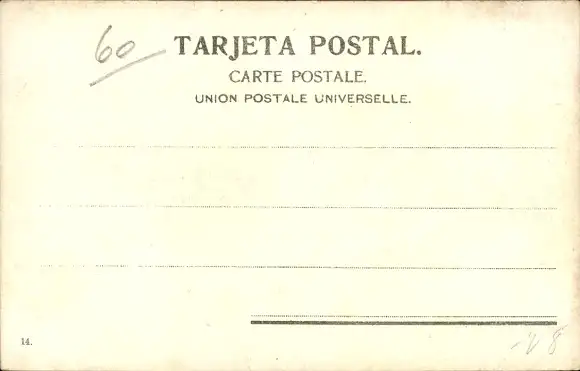 60
TARJETA POSTAL.
CARTE POSTALE.
UNION POSTALE UNIVERSELLE.
14.